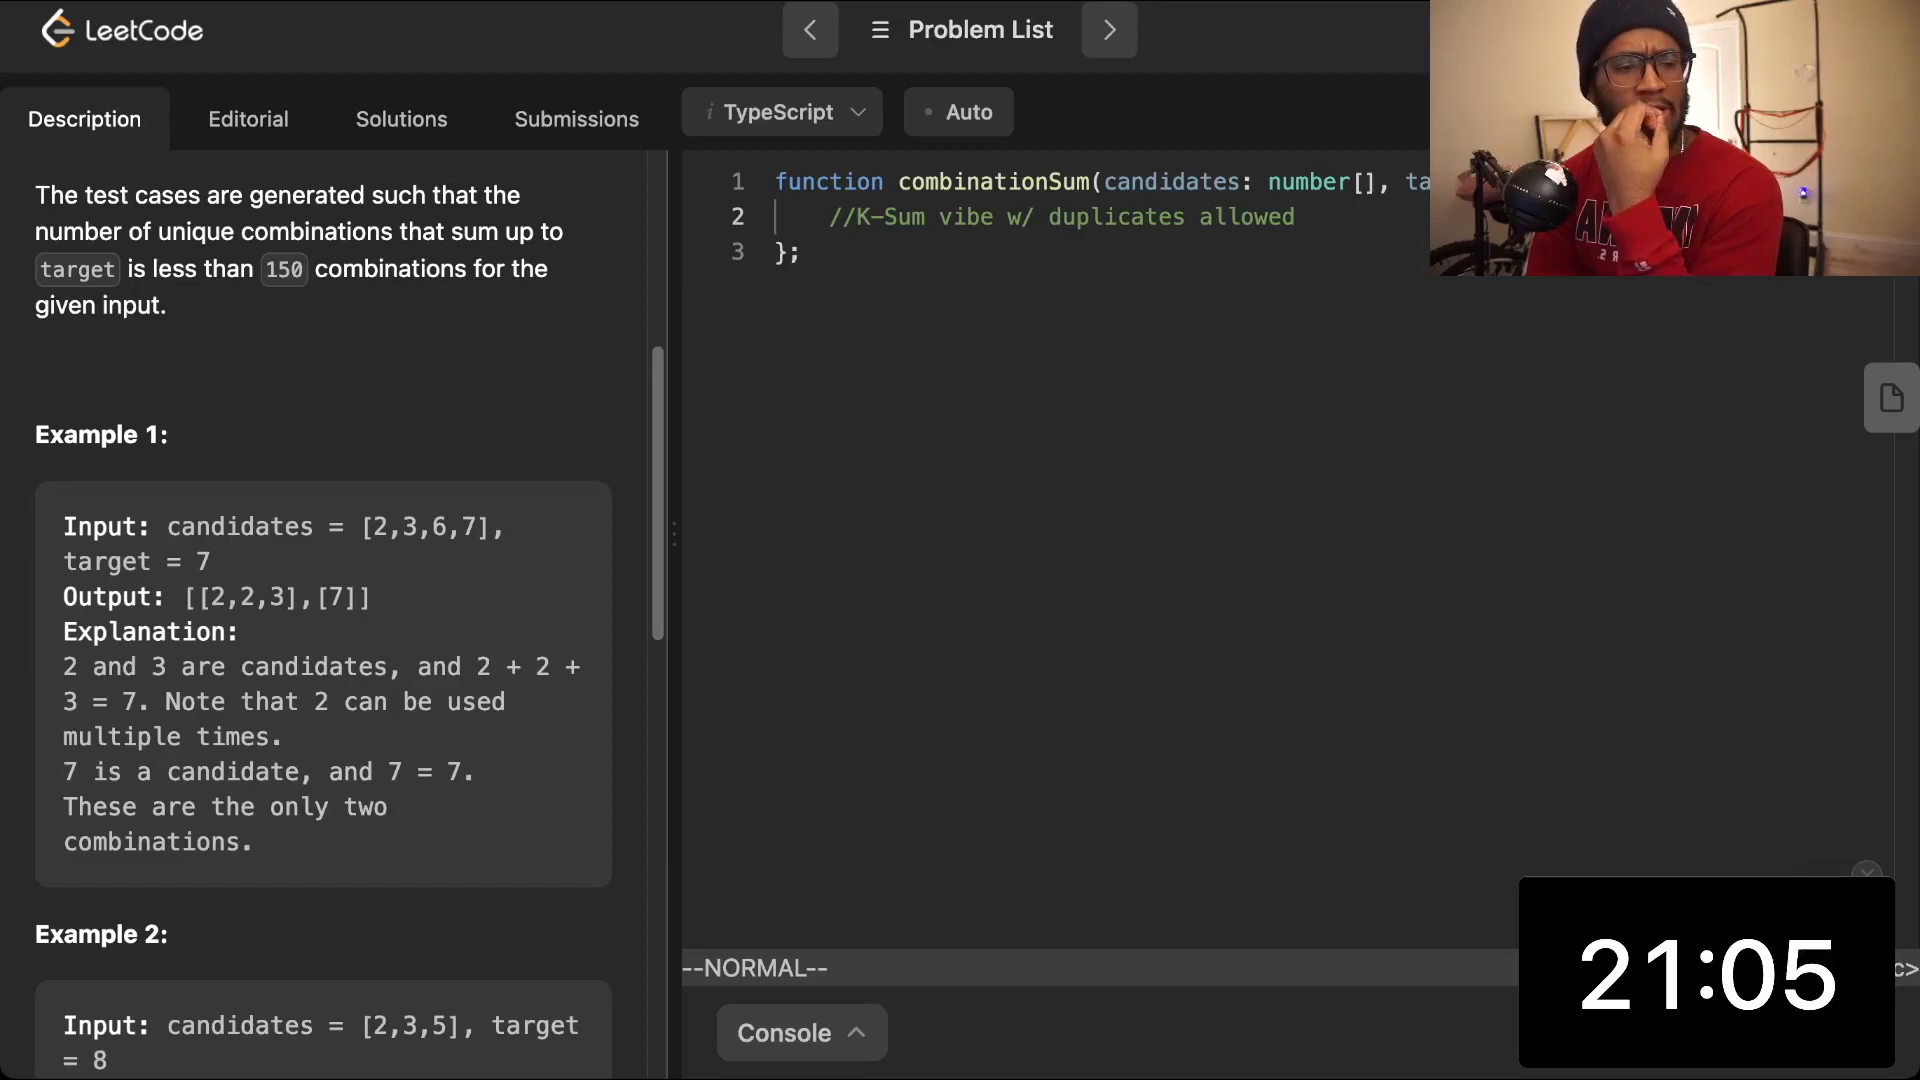 LeetCode
Problem List
Description
Editorial
Solutions
Submissions
i TypeScript
Auto
The test cases are generated such that the
number of unique combinations that sum up to
target is less than 150 combinations for the
given input.
Example 1:
Input: candidates = [2,3,6,7],
target = 7
Output: [[2,2,3],[7]]
Explanation:
2 and 3 are candidates, and 2 + 2 +
3 = 7. Note that 2 can be used
multiple times.
7 is a candidate, and 7 = 7.
These are the only two
combinations.
Example 2:
Input: candidates = [2,3,5], target
= 8
1 function combinationSum(candidates: number[], ta
2 //K-Sum vibe w/ duplicates allowed
3 };
--NORMAL--
c>
Console
21:05